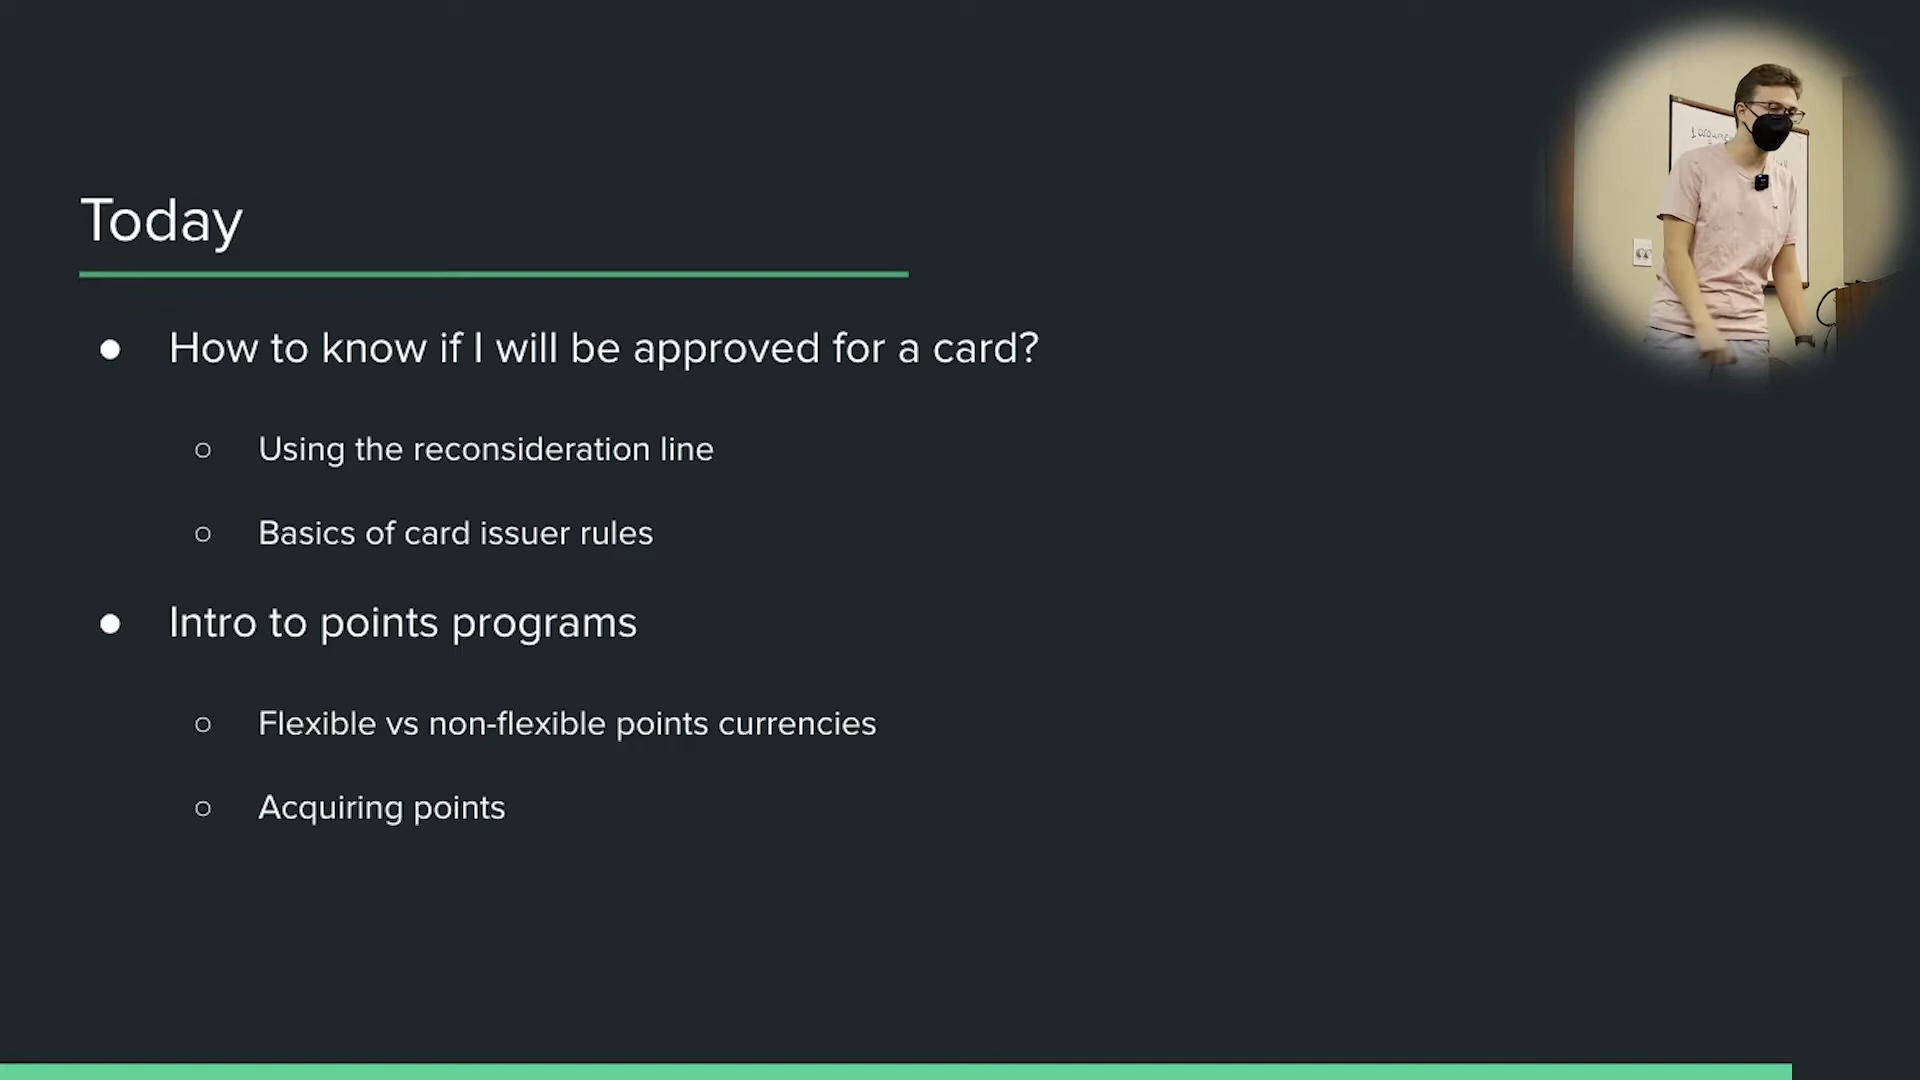 Today
● How to know if I will be approved for a card?
○ Using the reconsideration line
○ Basics of card issuer rules
● Intro to points programs
○ Flexible vs non-flexible points currencies
○ Acquiring points